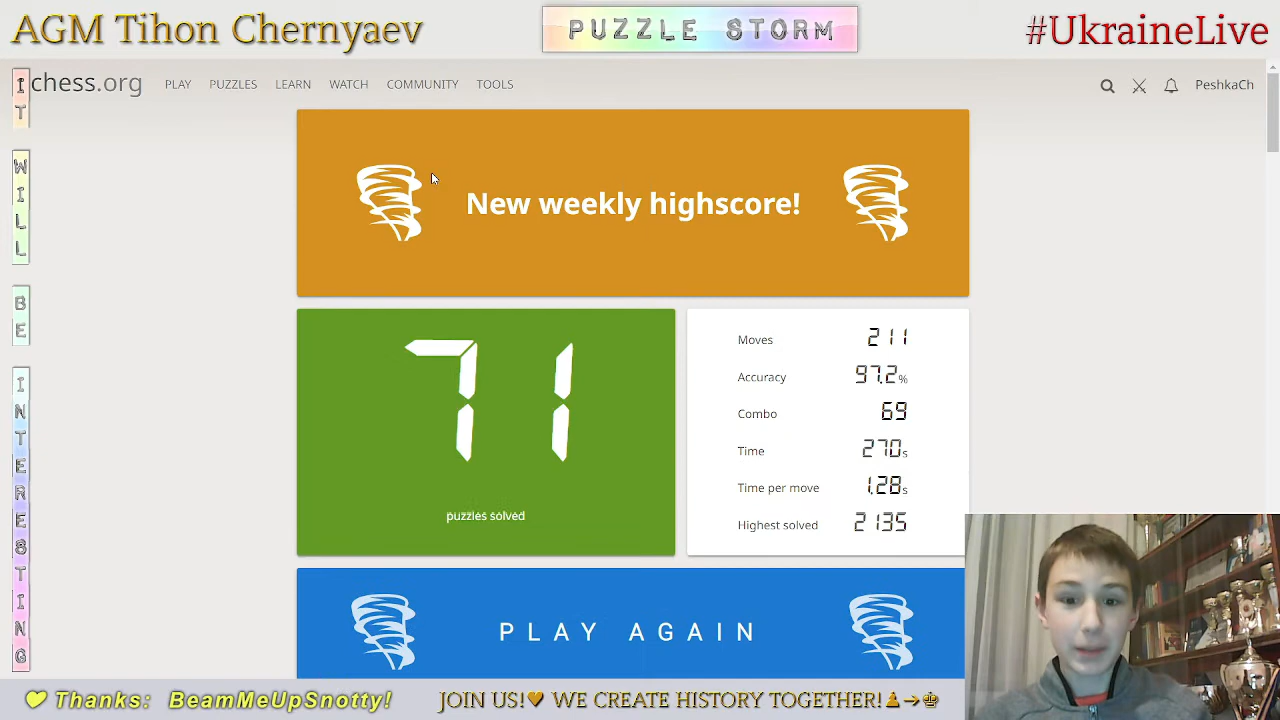 AGM Tihon Chernyaev
PUZZLE STORM
#UkraineLive
chess.org
PLAY PUZZLES LEARN WATCH COMMUNITY TOOLS
PeshkaCh
IT WILL BE INTERESTING
New weekly highscore!
71
puzzles solved
Moves 211
Accuracy 97.2%
Combo 69
Time 270s
Time per move 1.28s
Highest solved 2135
PLAY AGAIN
Thanks: BeamMeUpSnotty!
JOIN US!🧡 WE CREATE HISTORY TOGETHER!♟→♚